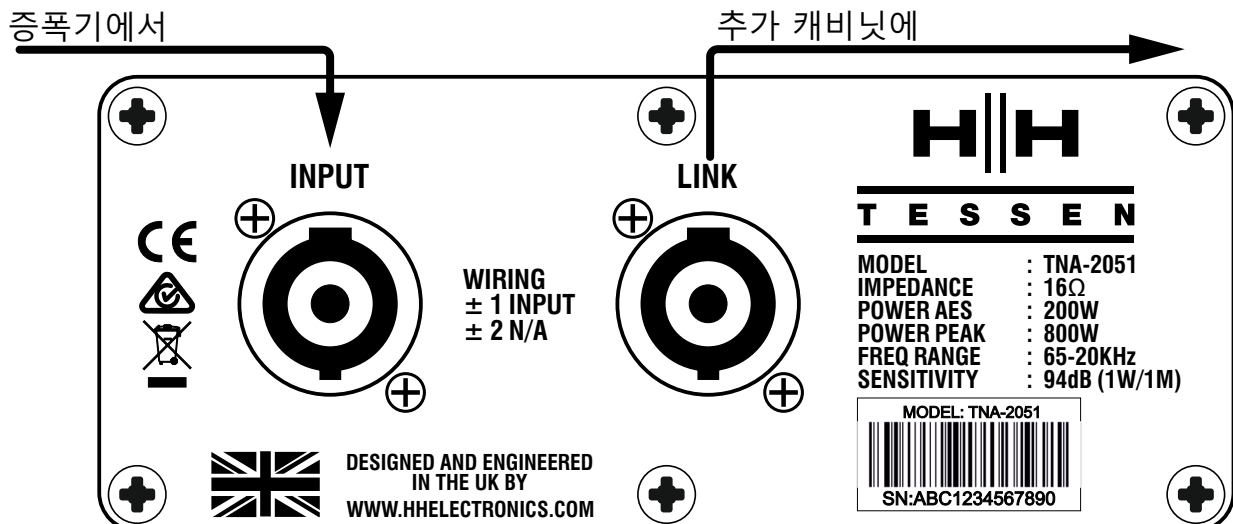 증폭기에서
추가 캐비닛에
INPUT
LINK
WIRING
± 1 INPUT
± 2 N/A
CE
DESIGNED AND ENGINEERED
IN THE UK BY
WWW.HHELECTRONICS.COM
H||H
TESSEN
MODEL : TNA-2051
IMPEDANCE : 16Ω
POWER AES : 200W
POWER PEAK : 800W
FREQ RANGE : 65-20KHz
SENSITIVITY : 94dB (1W/1M)
MODEL: TNA-2051
SN:ABC1234567890